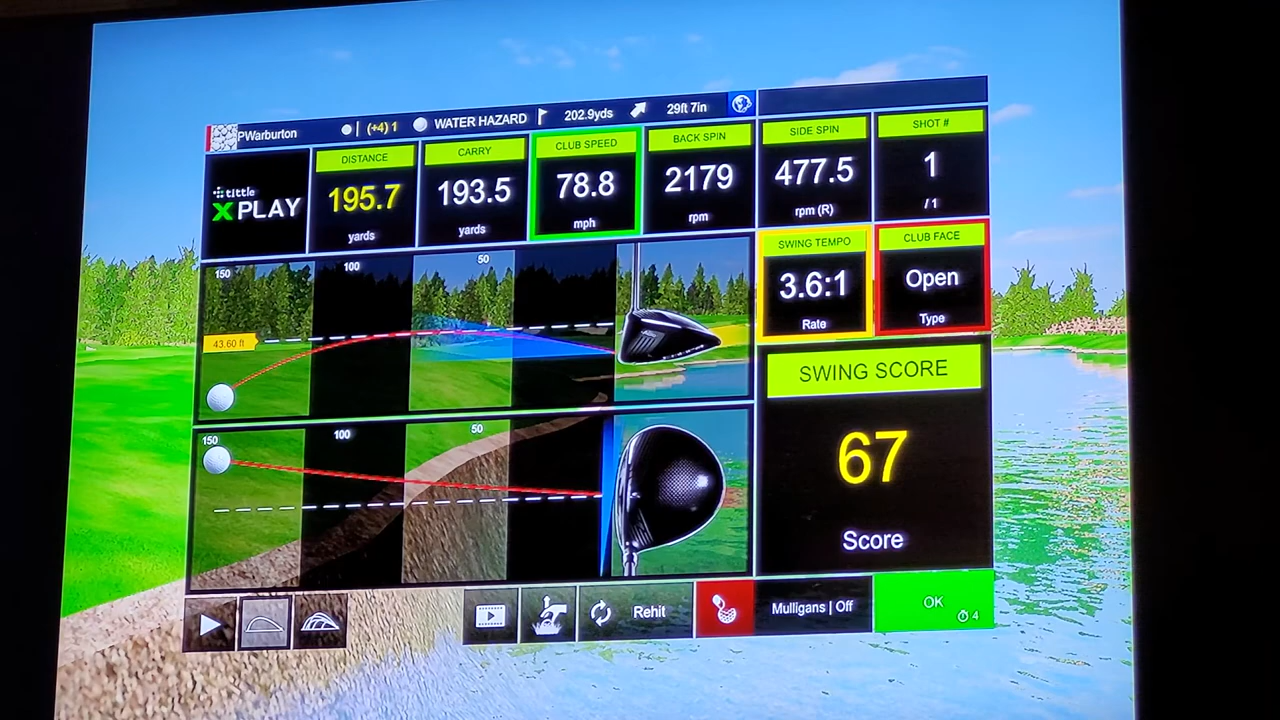 PWarburton (+4) 1 WATER HAZARD 202.9yds 29ft 7in
tittle
X PLAY
DISTANCE
195.7
yards
CARRY
193.5
yards
CLUB SPEED
78.8
mph
BACK SPIN
2179
rpm
SIDE SPIN
477.5
rpm (R)
SHOT #
1
/ 1
SWING TEMPO
3.6:1
Rate
CLUB FACE
Open
Type
150 100 50
43.60 ft
150 100 50
SWING SCORE
67
Score
Rehit
Mulligans | Off
OK
4